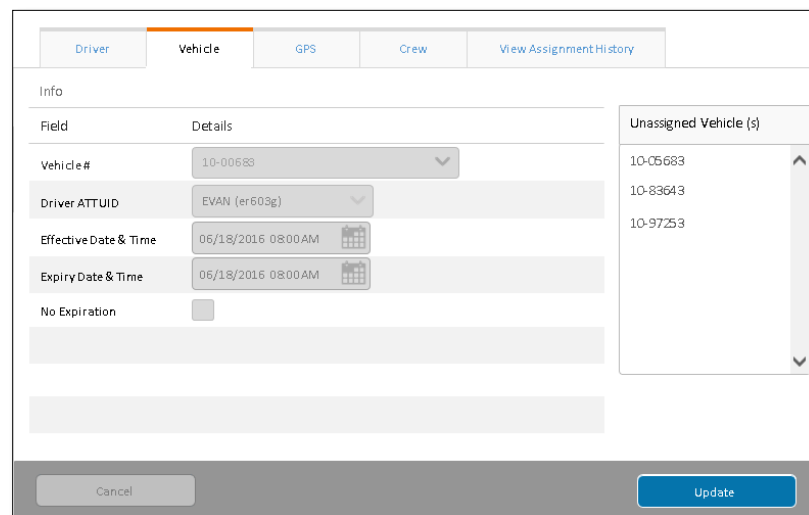 Driver Vehicle GPS Crew View Assignment History
Info
Field Details
Vehicle# 10-00683
Driver ATTUID EVAN (er603g)
Effective Date & Time 06/18/2016 08:00AM
Expiry Date & Time 06/18/2016 08:00AM
No Expiration
Unassigned Vehicle (s)
10-05683
10-83643
10-97253
Cancel Update